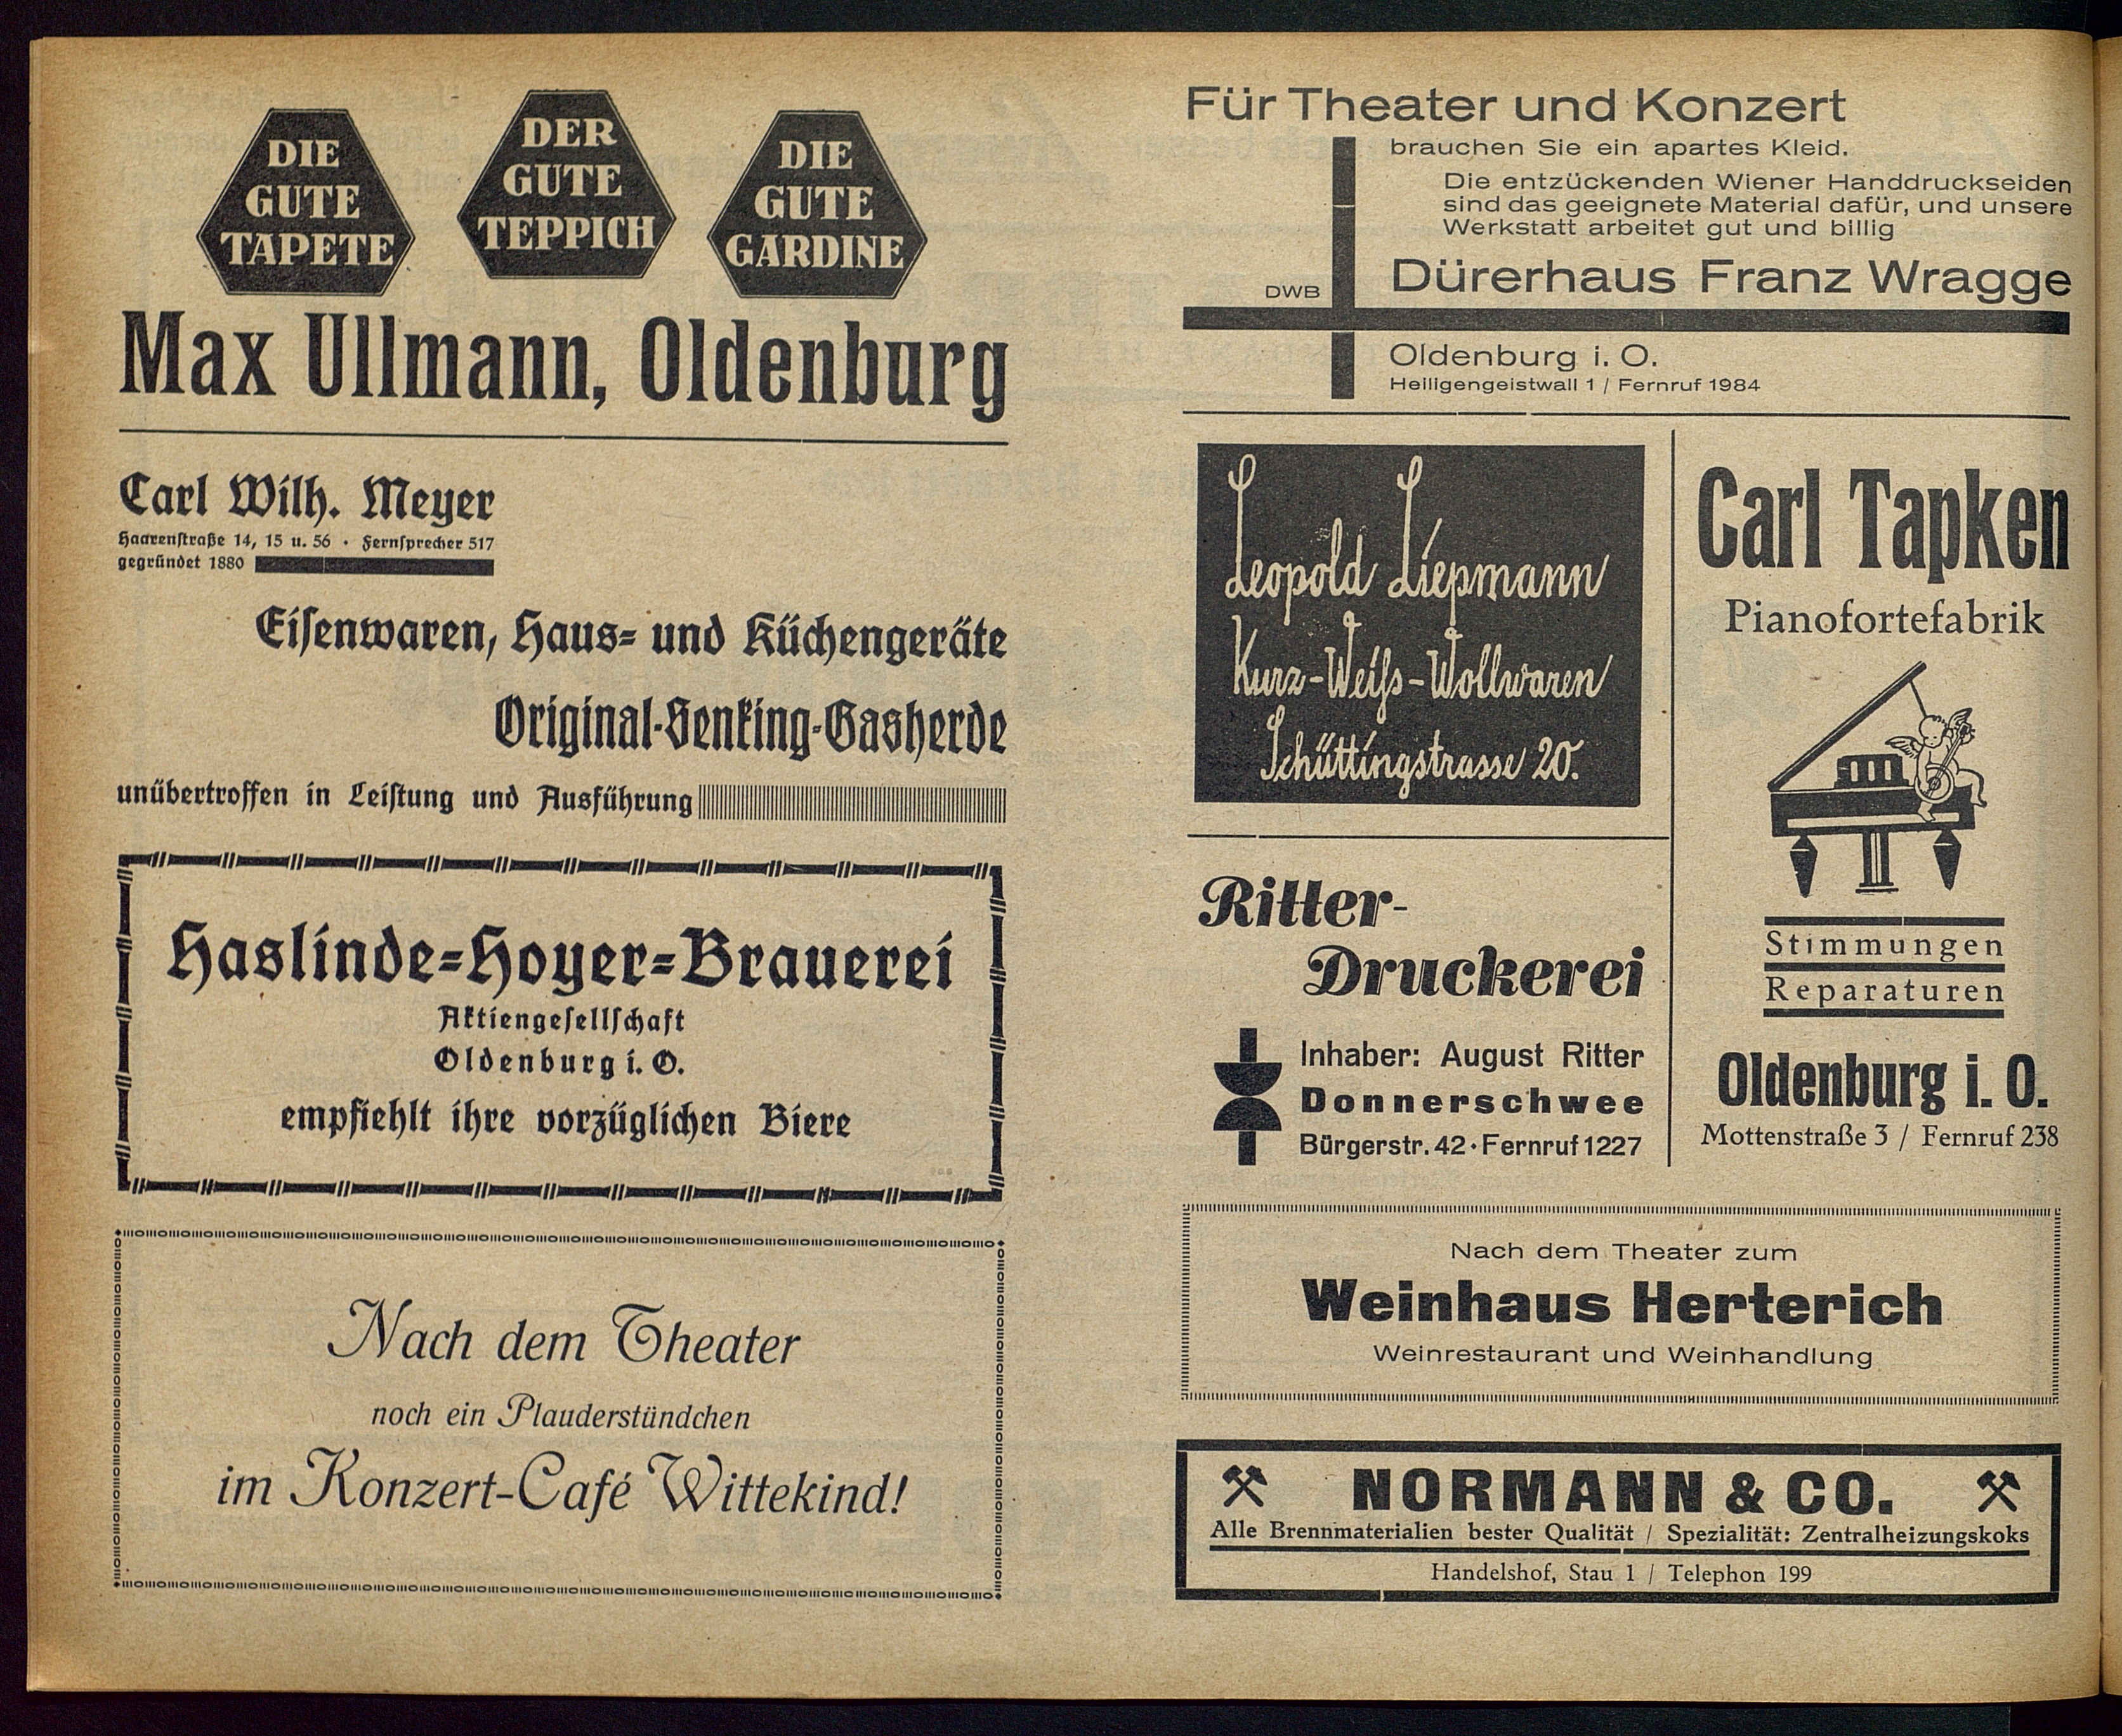 DIE
GUTE
TAPETE
DER
GUTE
TEPPICH
DIE
GUTE
GARDINE
Max Ullmann, Oldenburg
Carl Wilh. Meyer
Haarenstraße 14, 15 u. 56 · Fernsprecher 517
gegründet 1880
Eisenwaren, Haus- und Küchengeräte
Original-Senking-Gasherde
unübertroffen in Leistung und Ausführung
Haslinde-Hoyer-Brauerei
Aktiengesellschaft
Oldenburg i. O.
empfiehlt ihre vorzüglichen Biere
Nach dem Theater
noch ein Plauderstündchen
im Konzert-Café Wittekind!
Für Theater und Konzert
brauchen Sie ein apartes Kleid.
Die entzückenden Wiener Handdruckseiden
sind das geeignete Material dafür, und unsere
Werkstatt arbeitet gut und billig
DWB
Dürerhaus Franz Wragge
Oldenburg i. O.
Heiligengeistwall 1 / Fernruf 1984
Leopold Liepmann
Kurz-Weiß-Wollwaren
Schüttingstrasse 20.
Ritter-
Druckerei
Inhaber: August Ritter
Donnerschwee
Bürgerstr. 42 · Fernruf 1227
Carl Tapken
Pianofortefabrik
Stimmungen
Reparaturen
Oldenburg i. O.
Mottenstraße 3 / Fernruf 238
Nach dem Theater zum
Weinhaus Herterich
Weinrestaurant und Weinhandlung
NORMANN & CO.
Alle Brennmaterialien bester Qualität / Spezialität: Zentralheizungskoks
Handelshof, Stau 1 / Telephon 199